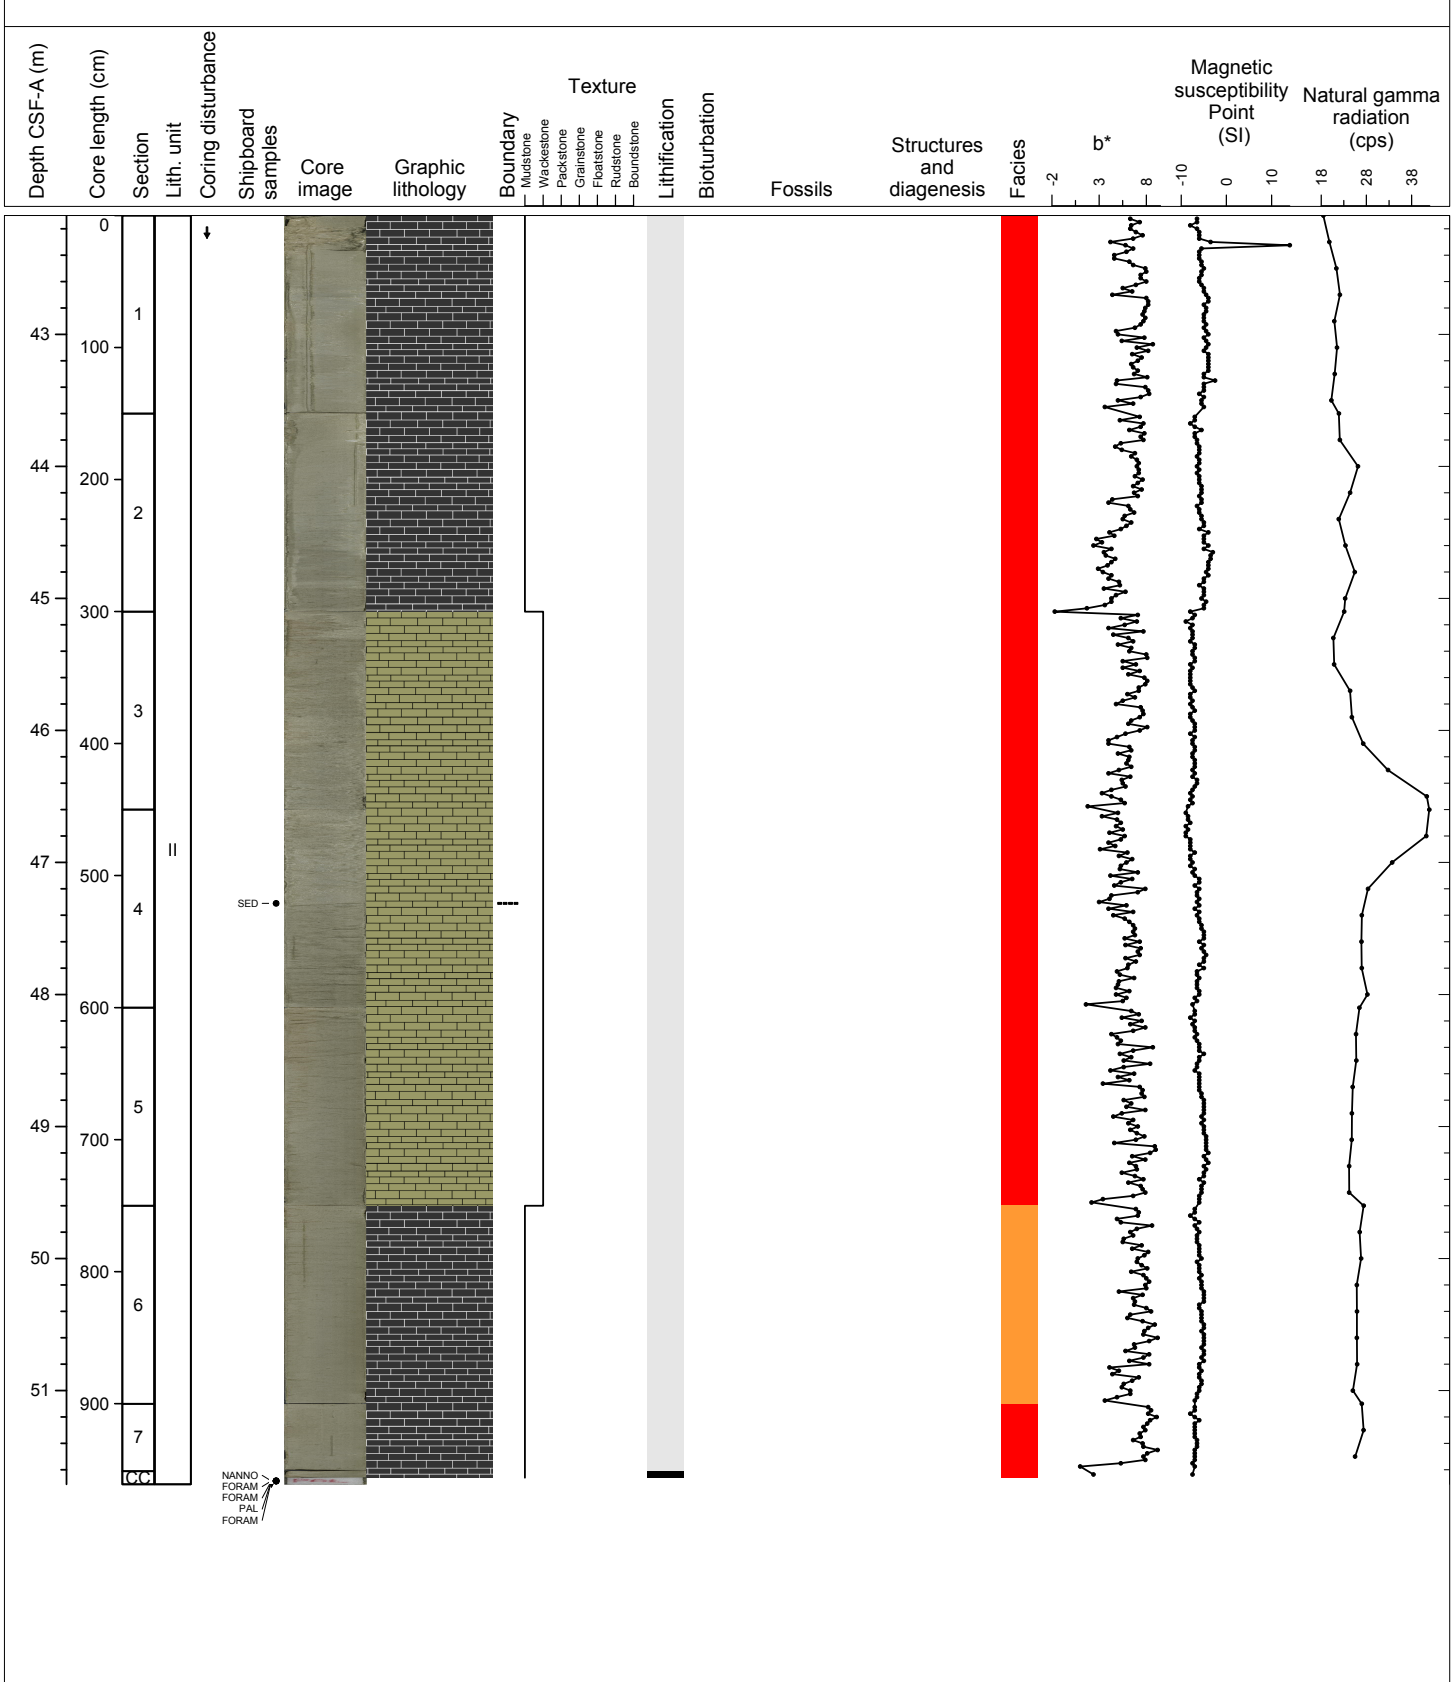 Depth CSF-A (m)
Core length (cm)
Section
Lith. unit
Coring disturbance
Shipboard
samples
Core
image
Graphic
lithology
Boundary
Texture
Mudstone
Wackestone
Packstone
Grainstone
Floatstone
Rudstone
Boundstone
Lithification
Bioturbation
Fossils
Structures
and
diagenesis
Facies
b*
-2
3
8
Magnetic
susceptibility
Point
(SI)
-10
0
10
Natural gamma
radiation
(cps)
18
28
38
43
44
45
46
47
48
49
50
51
0
100
200
300
400
500
600
700
800
900
1
2
3
4
5
6
7
CC
II
SED
NANNO
FORAM
FORAM
PAL
FORAM